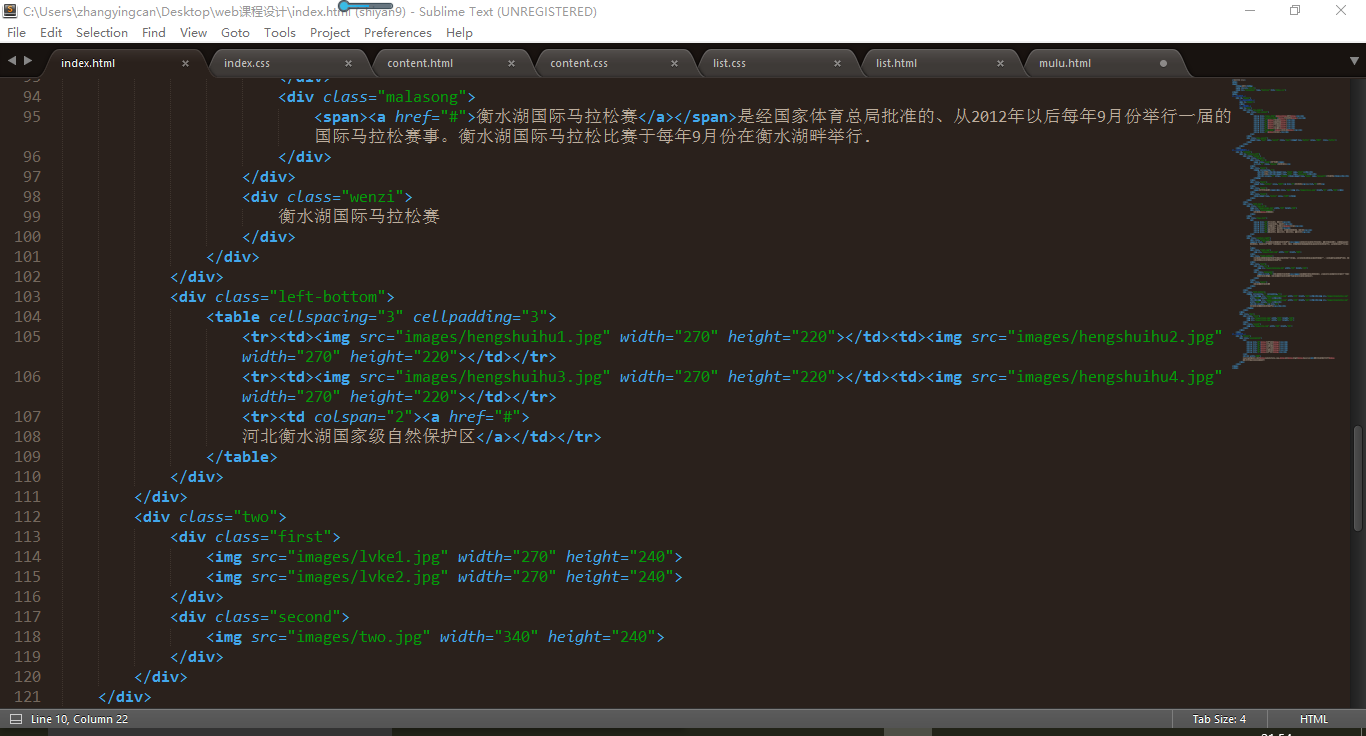 C:\Users\zhangyingcan\Desktop\web课程设计\index.html (shiyan9) - Sublime Text (UNREGISTERED)
File Edit Selection Find View Goto Tools Project Preferences Help
index.html index.css content.html content.css list.css list.html mulu.html
93 </div>
94 <div class="malasong">
95 <span><a href="#">衡水湖国际马拉松赛</a></span>是经国家体育总局批准的、从2012年以后每年9月份举行一届的
国际马拉松赛事。衡水湖国际马拉松比赛于每年9月份在衡水湖畔举行.
96 </div>
97 </div>
98 <div class="wenzi">
99 衡水湖国际马拉松赛
100 </div>
101 </div>
102 </div>
103 <div class="left-bottom">
104 <table cellspacing="3" cellpadding="3">
105 <tr><td><img src="images/hengshuihu1.jpg" width="270" height="220"></td><td><img src="images/hengshuihu2.jpg"
width="270" height="220"></td></tr>
106 <tr><td><img src="images/hengshuihu3.jpg" width="270" height="220"></td><td><img src="images/hengshuihu4.jpg"
width="270" height="220"></td></tr>
107 <tr><td colspan="2"><a href="#">
108 河北衡水湖国家级自然保护区</a></td></tr>
109 </table>
110 </div>
111 </div>
112 <div class="two">
113 <div class="first">
114 <img src="images/lvke1.jpg" width="270" height="240">
115 <img src="images/lvke2.jpg" width="270" height="240">
116 </div>
117 <div class="second">
118 <img src="images/two.jpg" width="340" height="240">
119 </div>
120 </div>
121 </div>
Line 10, Column 22 Tab Size: 4 HTML